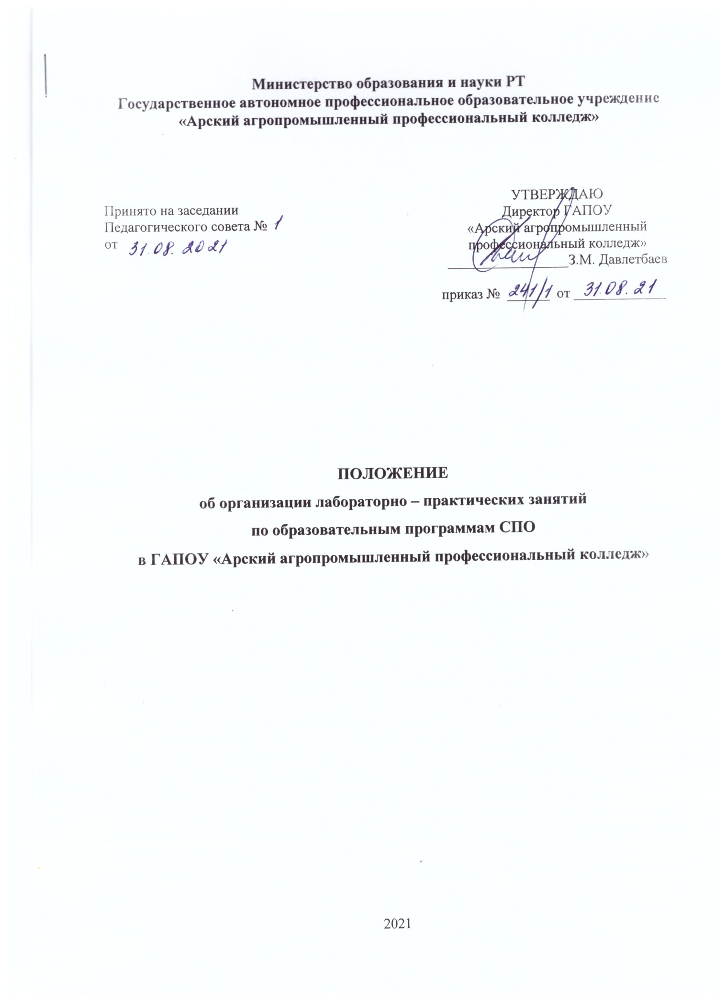 Министерство образования и науки РТ
Государственное автономное профессиональное образовательное учреждение
«Арский агропромышленный профессиональный колледж»
Принято на заседании
Педагогического совета № 1
от 31.08.2021
УТВЕРЖДАЮ
Директор ГАПОУ
«Арский агропромышленный
профессиональный колледж»
З.М. Давлетбаев
приказ № 241/1 от 31.08.21
ПОЛОЖЕНИЕ
об организации лабораторно – практических занятий
по образовательным программам СПО
в ГАПОУ «Арский агропромышленный профессиональный колледж»
2021